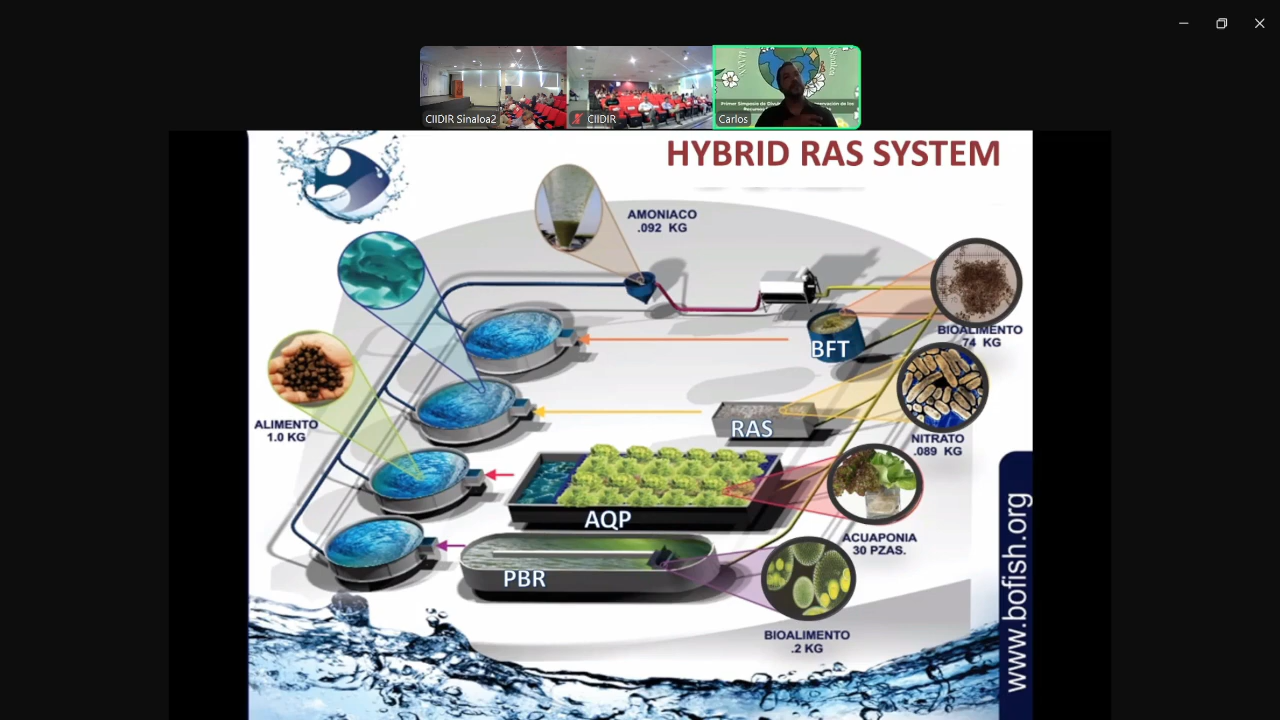 CIIDIR Sinaloa2
CIIDIR
Carlos
Sinaloa
HYBRID RAS SYSTEM
AMONIACO
.092 KG
BIOALIMENTO
74 KG
BFT
ALIMENTO
1.0 KG
RAS
NITRATO
.089 KG
AQP
ACUAPONIA
30 PZAS.
PBR
BIOALIMENTO
.2 KG
www.bofish.org